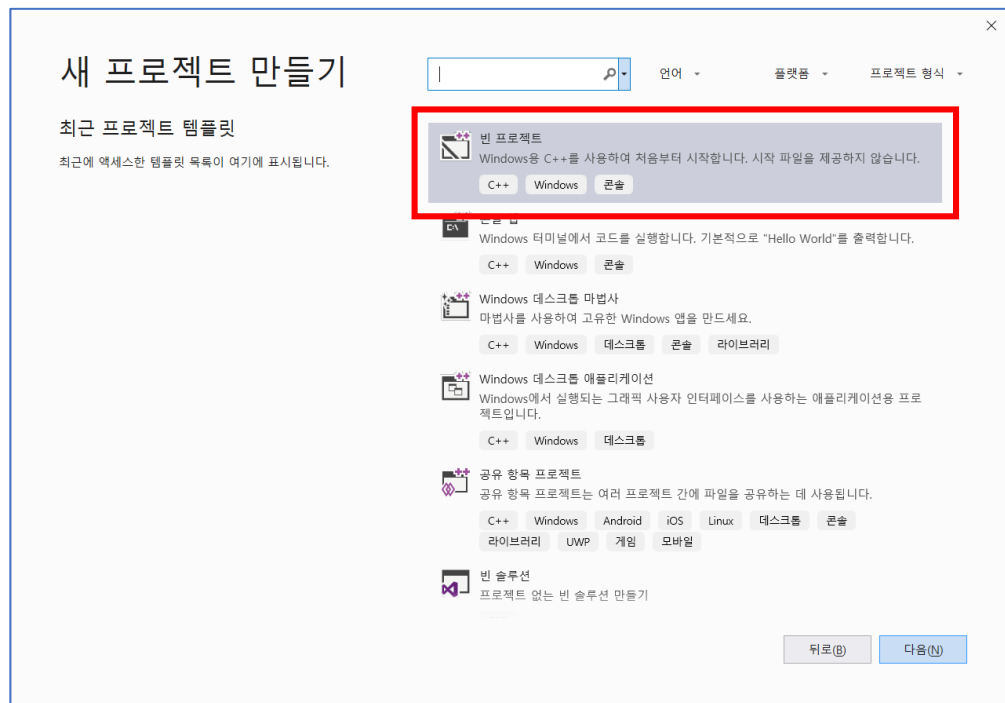 새 프로젝트 만들기
언어
플랫폼
프로젝트 형식
최근 프로젝트 템플릿
최근에 액세스한 템플릿 목록이 여기에 표시됩니다.
빈 프로젝트
Windows용 C++를 사용하여 처음부터 시작합니다. 시작 파일을 제공하지 않습니다.
C++ Windows 콘솔
Windows 터미널에서 코드를 실행합니다. 기본적으로 "Hello World"를 출력합니다.
C++ Windows 콘솔
Windows 데스크톱 마법사
마법사를 사용하여 고유한 Windows 앱을 만드세요.
C++ Windows 데스크톱 콘솔 라이브러리
Windows 데스크톱 애플리케이션
Windows에서 실행되는 그래픽 사용자 인터페이스를 사용하는 애플리케이션용 프로
젝트입니다.
C++ Windows 데스크톱
공유 항목 프로젝트
공유 항목 프로젝트는 여러 프로젝트 간에 파일을 공유하는 데 사용됩니다.
C++ Windows Android iOS Linux 데스크톱 콘솔
라이브러리 UWP 게임 모바일
빈 솔루션
프로젝트 없는 빈 솔루션 만들기
뒤로(B) 다음(N)